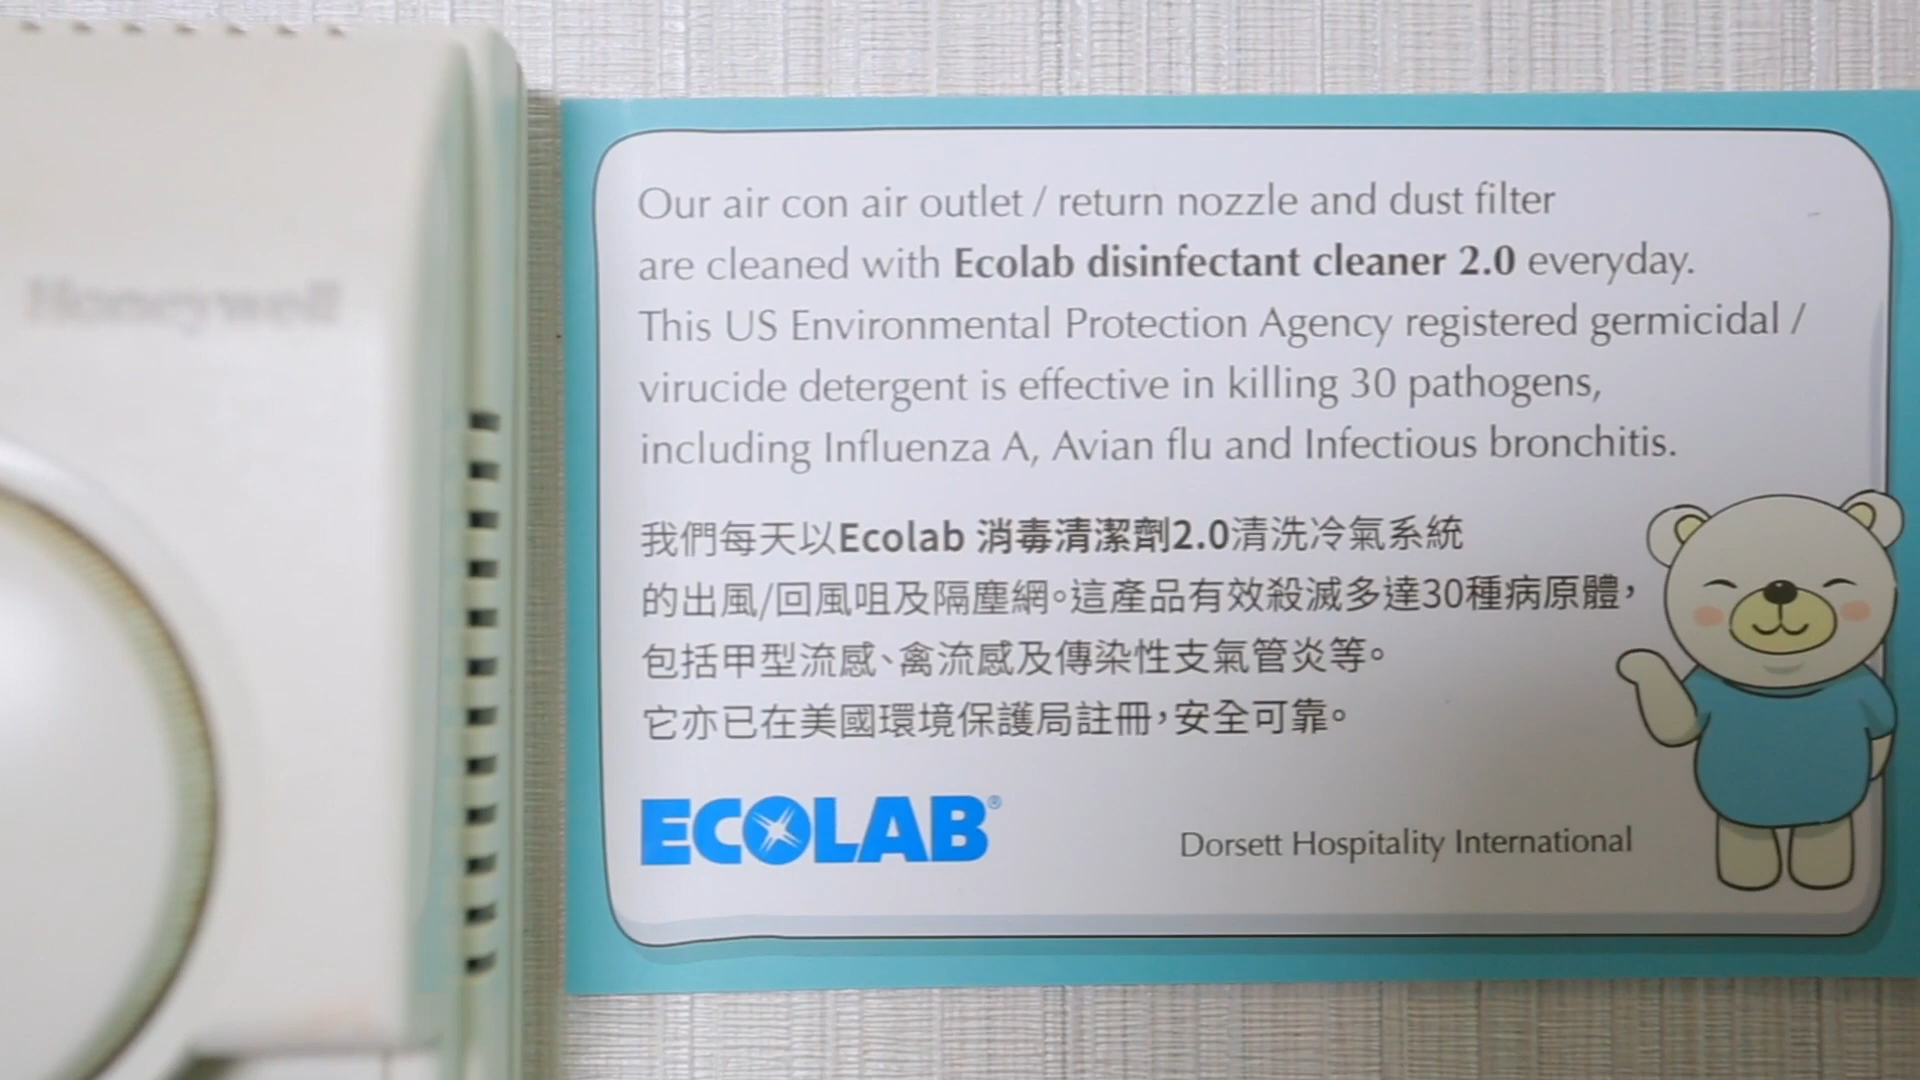 Honeywell
Our air con air outlet / return nozzle and dust filter
are cleaned with Ecolab disinfectant cleaner 2.0 everyday.
This US Environmental Protection Agency registered germicidal /
virucide detergent is effective in killing 30 pathogens,
including Influenza A, Avian flu and Infectious bronchitis.
我們每天以Ecolab 消毒清潔劑2.0清洗冷氣系統
的出風/回風咀及隔塵網。這產品有效殺滅多達30種病原體，
包括甲型流感、禽流感及傳染性支氣管炎等。
它亦已在美國環境保護局註冊，安全可靠。
ECOLAB®
Dorsett Hospitality International